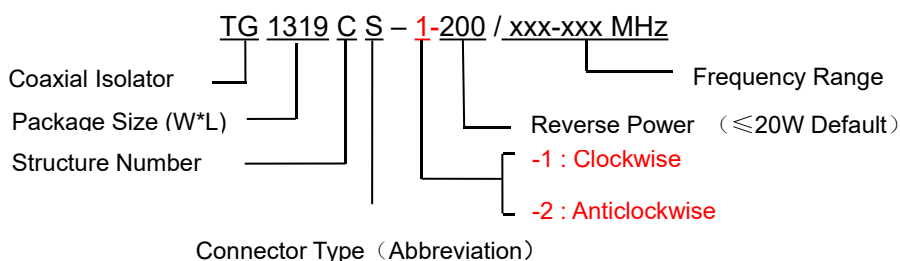 TG 1319 C S – 1-200 / xxx-xxx MHz
Coaxial Isolator
Frequency Range
Package Size (W*L)
Reverse Power （≤20W Default）
Structure Number
-1 : Clockwise
-2 : Anticlockwise
Connector Type（Abbreviation）